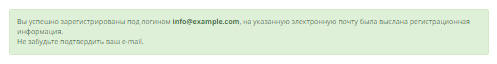 Вы успешно зарегистрированы под логином info@example.com, на указанную электронную почту была выслана регистрационная
информация.
Не забудьте подтвердить ваш e-mail.